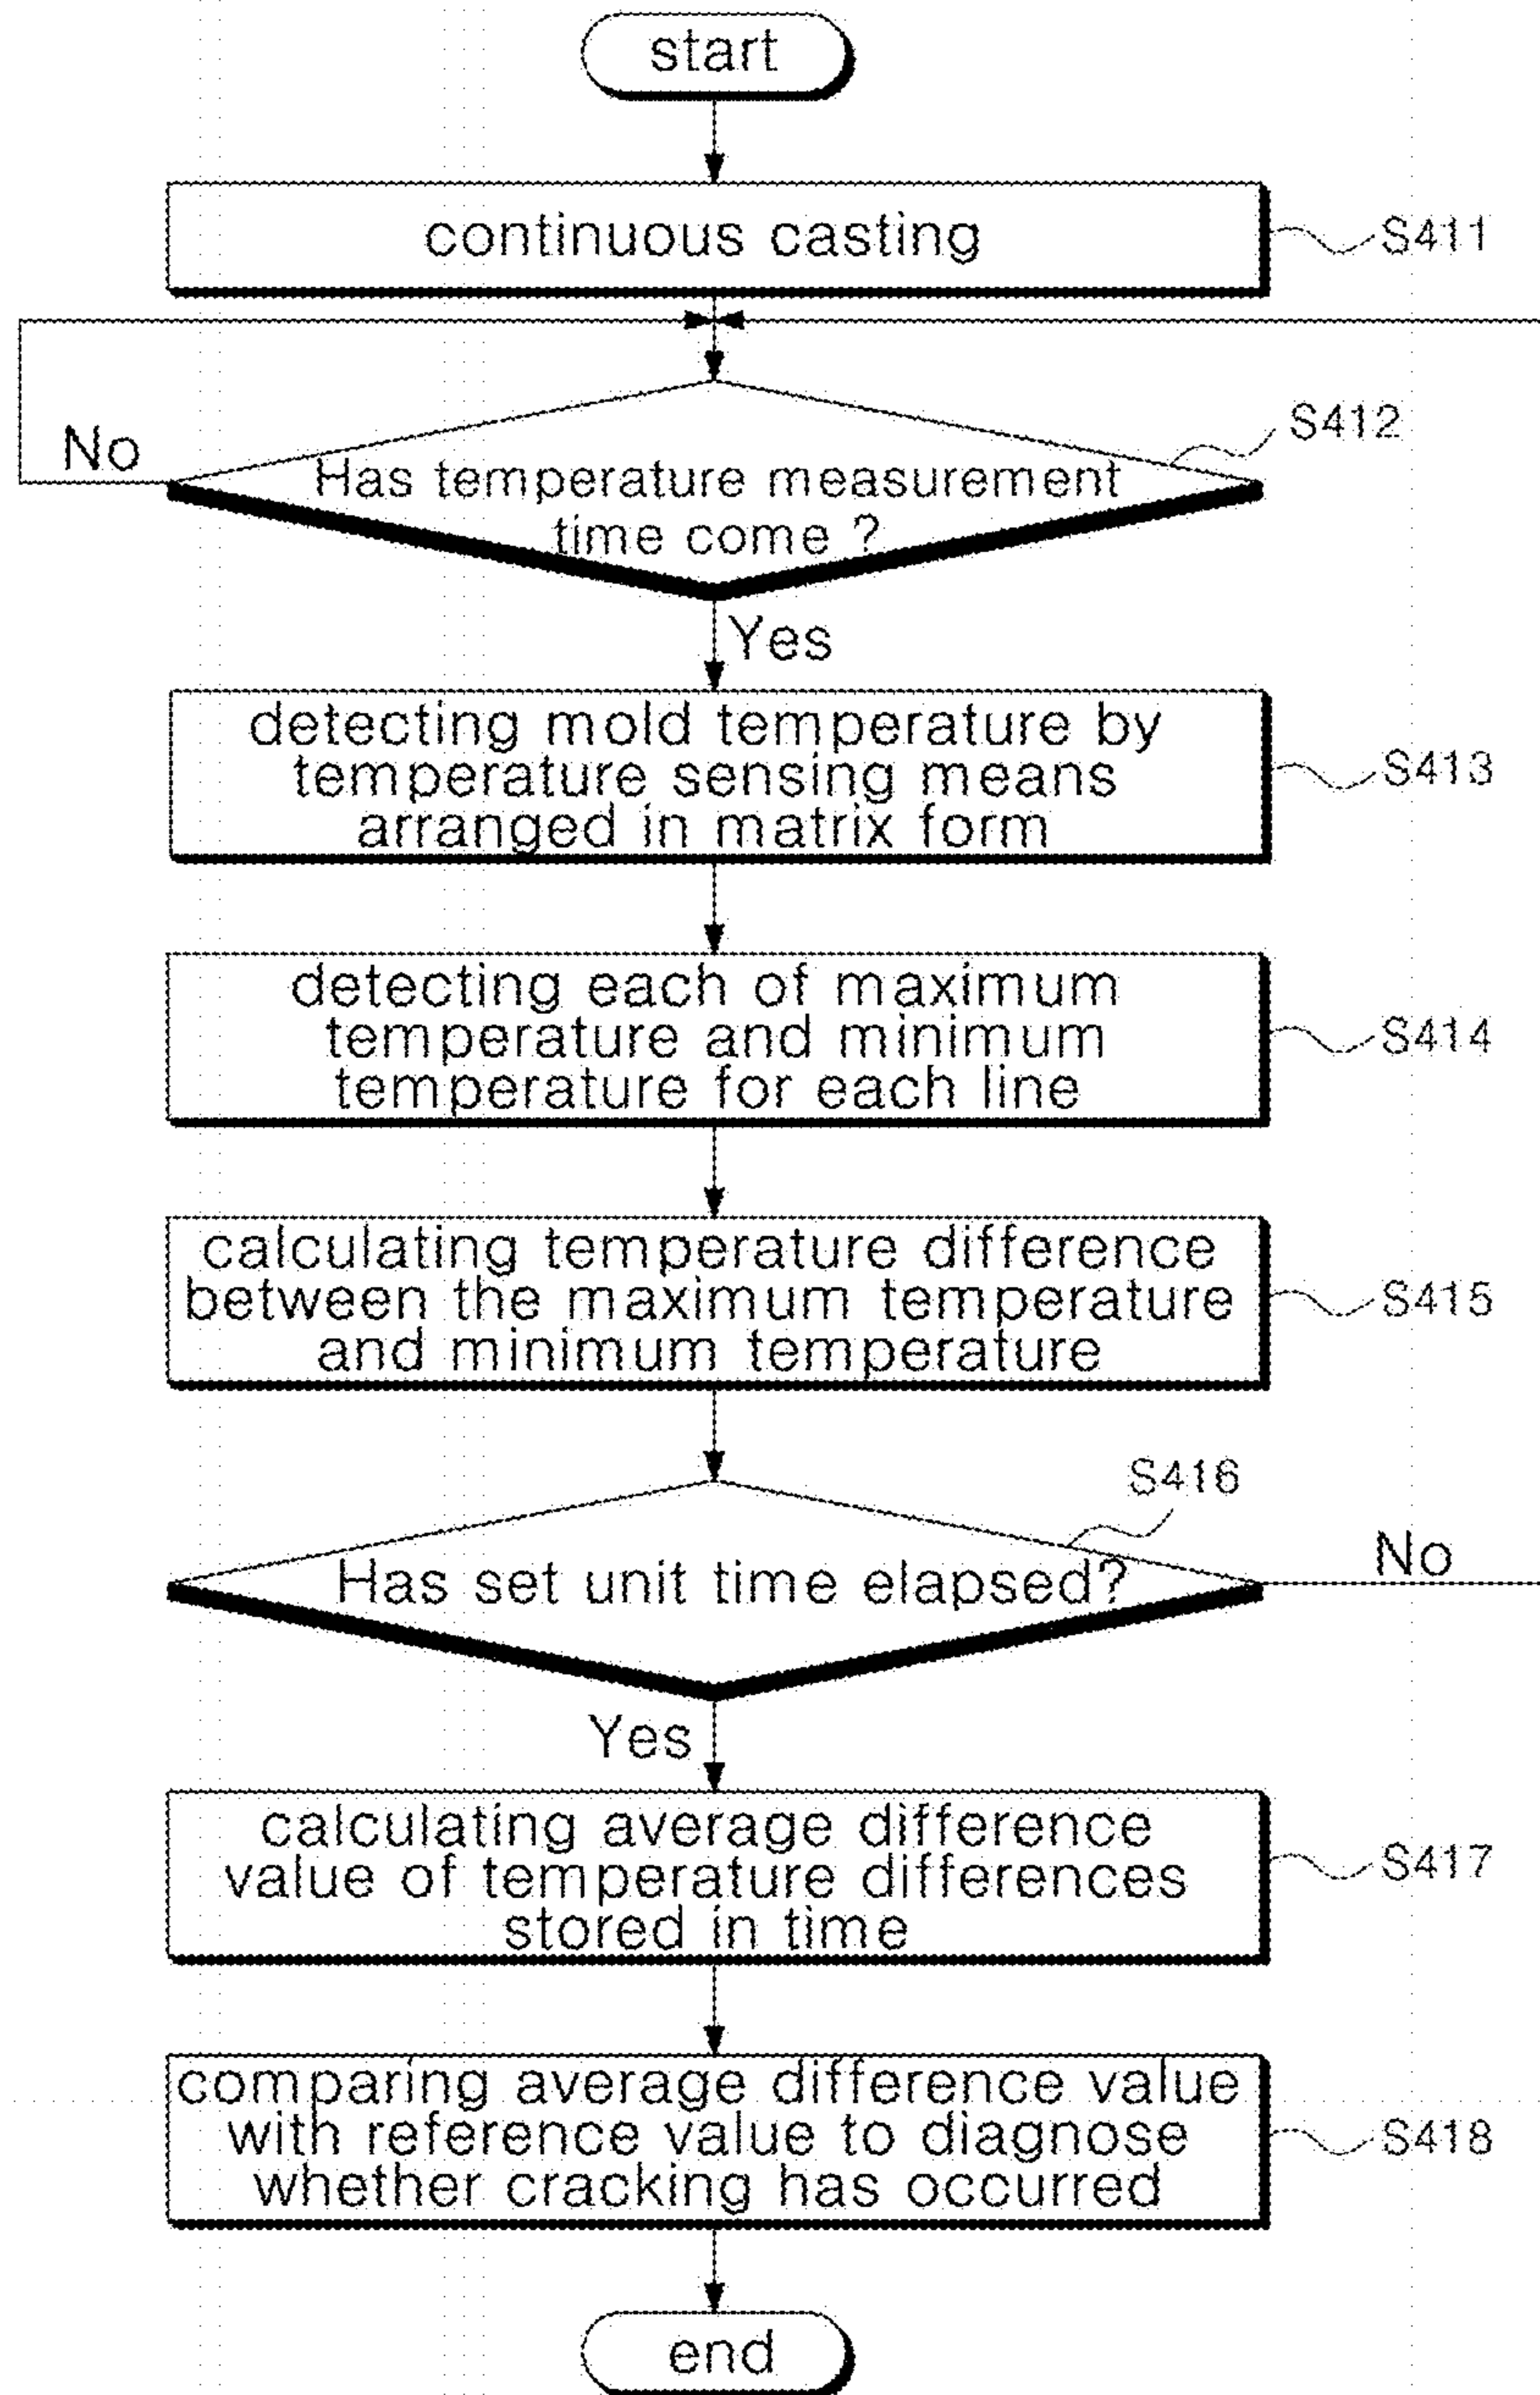 start
continuous casting
S411
S412
No
Has temperature measurement
time come ?
Yes
detecting mold temperature by
temperature sensing means
arranged in matrix form
S413
detecting each of maximum
temperature and minimum
temperature for each line
S414
calculating temperature difference
between the maximum temperature
and minimum temperature
S415
S416
Has set unit time elapsed?
No
Yes
calculating average difference
value of temperature differences
stored in time
S417
comparing average difference value
with reference value to diagnose
whether cracking has occurred
S418
end